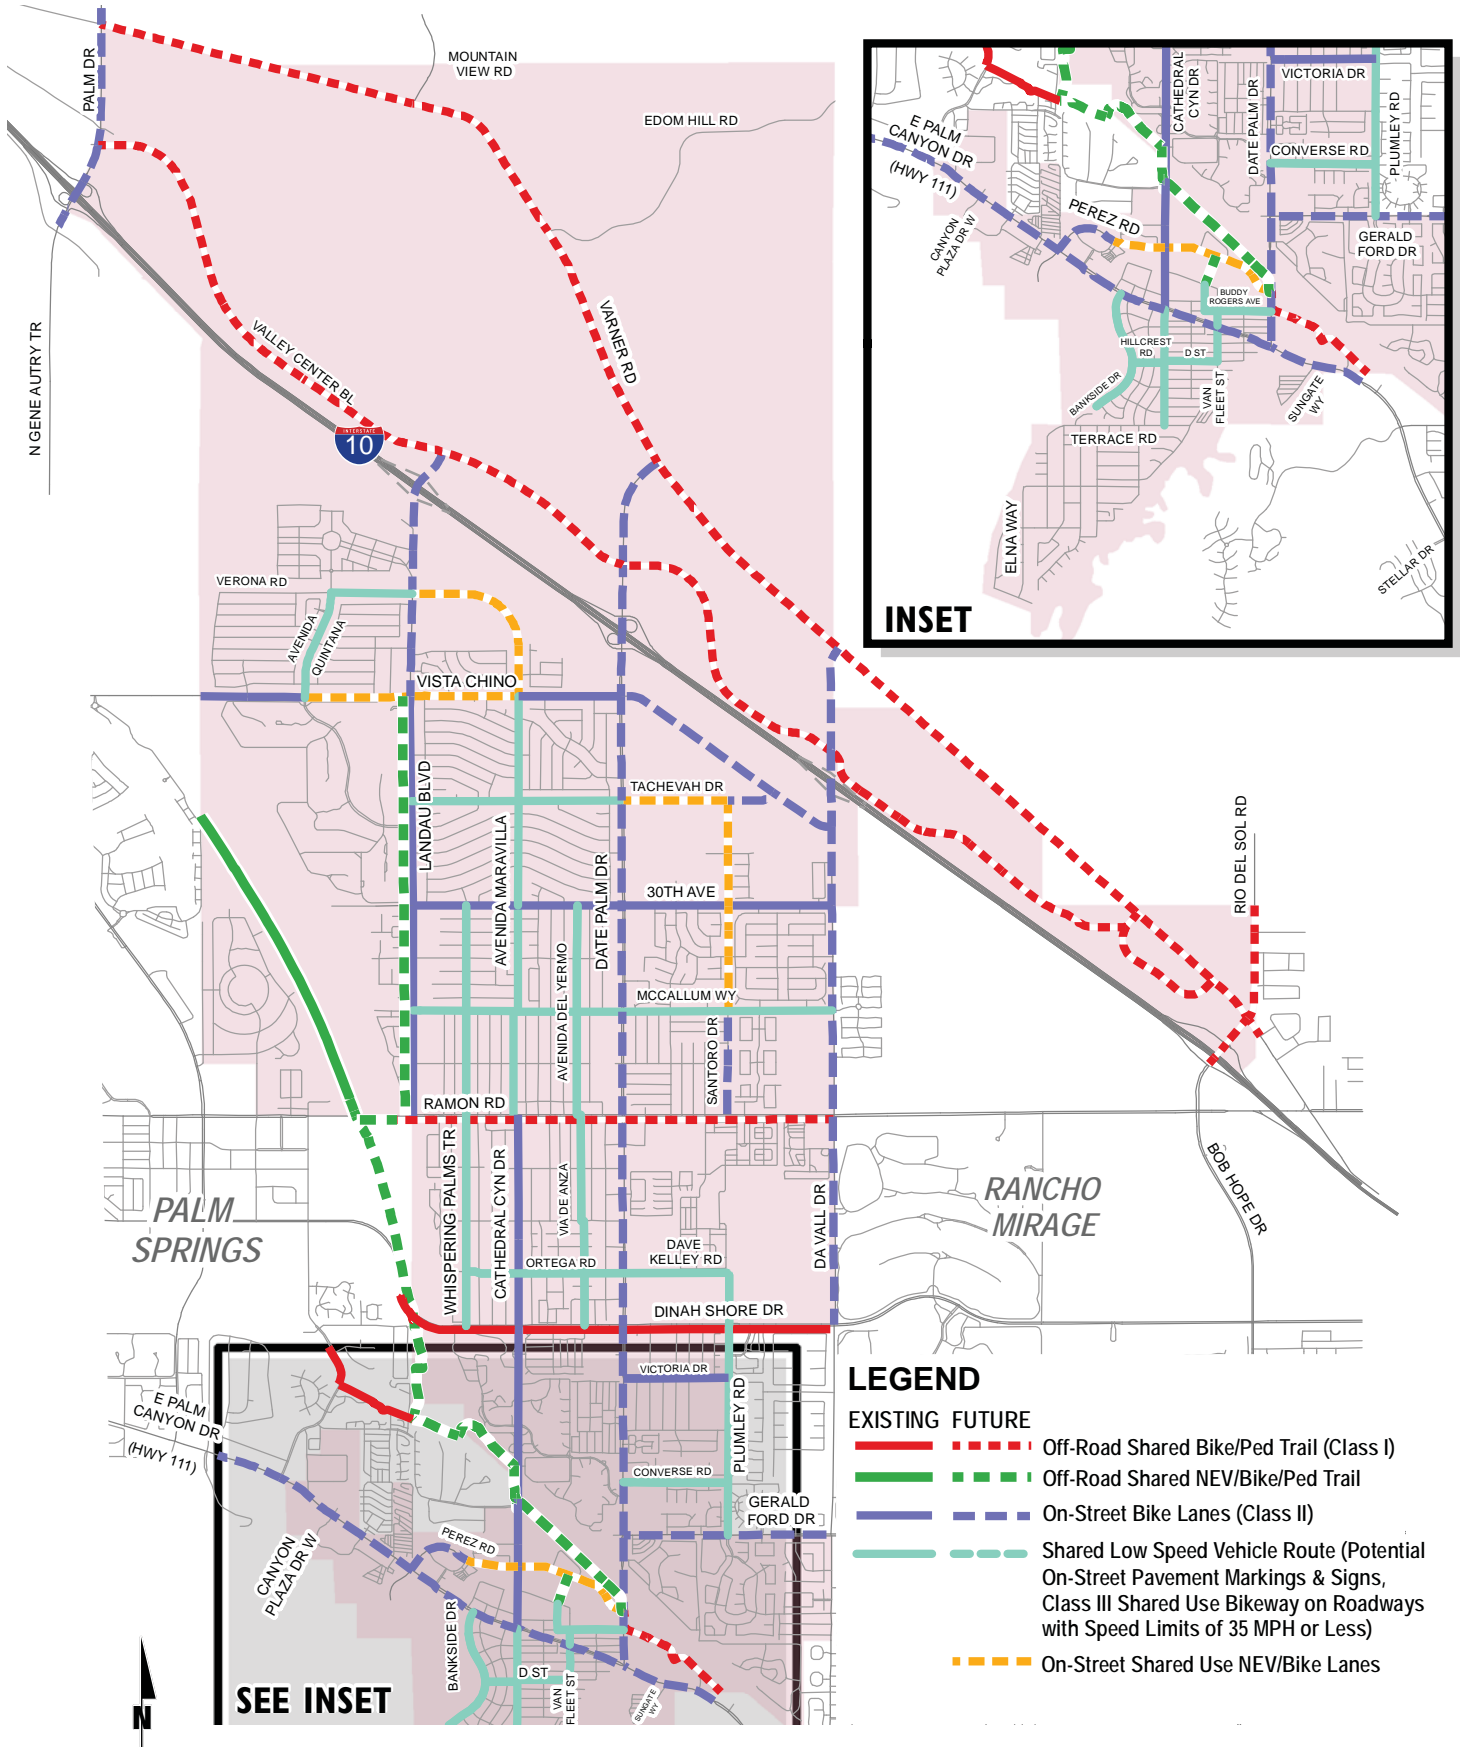 PALM DR
MOUNTAIN
VIEW RD
EDOM HILL RD
N GENE AUTRY TR
VALLEY CENTER BL
VARNER RD
INTERSTATE
10
VERONA RD
AVENIDA
QUINTANA
VISTA CHINO
LANDAU BLVD
TACHEVAH DR
AVENIDA MARAVILLA
30TH AVE
DATE PALM DR
AVENIDA DEL YERMO
MCCALLUM WY
SANTORO DR
RIO DEL SOL RD
RAMON RD
WHISPERING PALMS TR
CATHEDRAL CYN DR
VIA DE ANZA
ORTEGA RD
DAVE
KELLEY RD
DA VALL DR
DINAH SHORE DR
PALM
SPRINGS
RANCHO
MIRAGE
BOB HOPE DR
VICTORIA DR
PLUMLEY RD
CONVERSE RD
GERALD
FORD DR
E PALM
CANYON DR
(HWY 111)
CANYON
PLAZA DR W
PEREZ RD
BANKSIDE DR
D ST
VAN
FLEET ST
SUNGATE
WY
SEE INSET
N
CATHEDRAL
CYN DR
DATE PALM DR
VICTORIA DR
PLUMLEY RD
CONVERSE RD
E PALM
CANYON DR
(HWY 111)
CANYON
PLAZA DR W
PEREZ RD
GERALD
FORD DR
BUDDY
ROGERS AVE
HILLCREST
RD
D ST
BANKSIDE DR
VAN
FLEET ST
SUNGATE
WY
TERRACE RD
ELNA WAY
STELLAR DR
INSET
LEGEND
EXISTING FUTURE
Off-Road Shared Bike/Ped Trail (Class I)
Off-Road Shared NEV/Bike/Ped Trail
On-Street Bike Lanes (Class II)
Shared Low Speed Vehicle Route (Potential
On-Street Pavement Markings & Signs,
Class III Shared Use Bikeway on Roadways
with Speed Limits of 35 MPH or Less)
On-Street Shared Use NEV/Bike Lanes